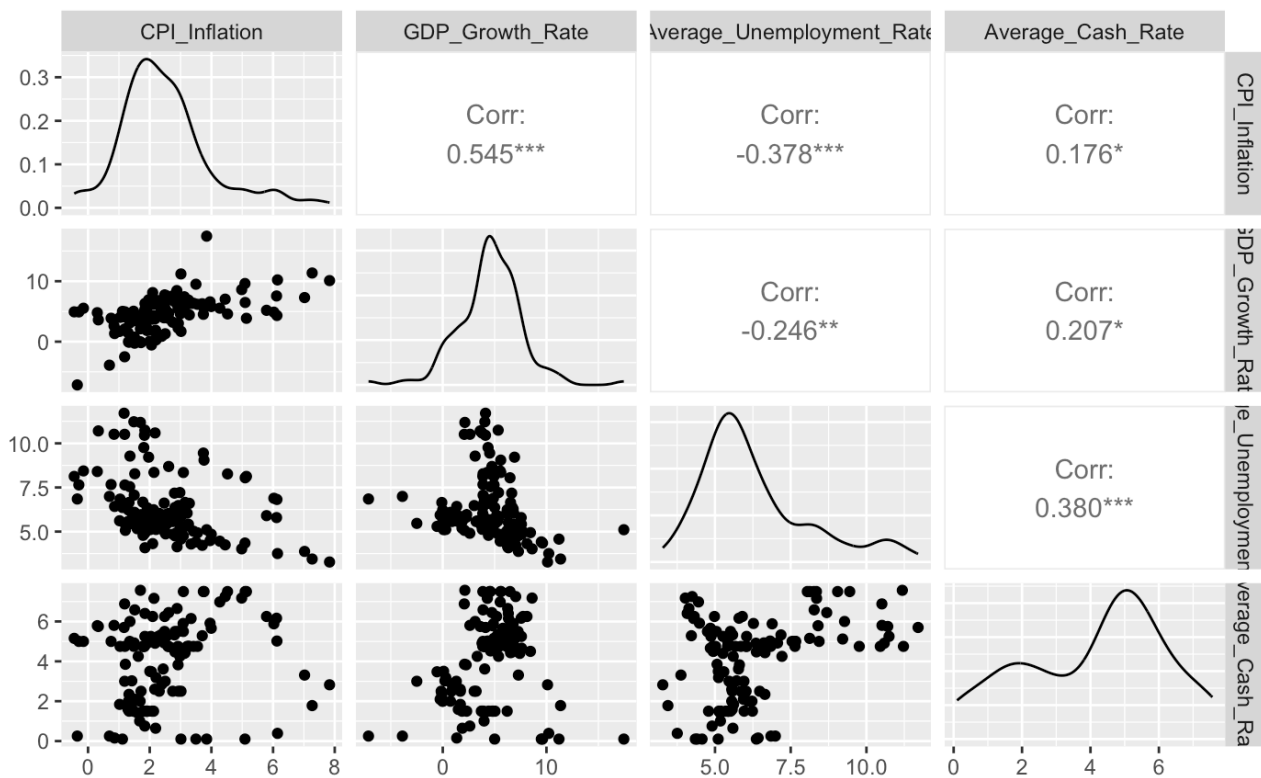 CPI_Inflation
GDP_Growth_Rate
Average_Unemployment_Rate
Average_Cash_Rate
0.3
0.2
0.1
0.0
Corr:
0.545***
Corr:
-0.378***
Corr:
0.176*
CPI_Inflation
10
0
Corr:
-0.246**
Corr:
0.207*
GDP_Growth_Rat
10.0
7.5
5.0
Corr:
0.380***
ge_Unemploymen
6
4
2
0
verage_Cash_Ra
0
2
4
6
8
0
10
5.0
7.5
10.0
0
2
4
6